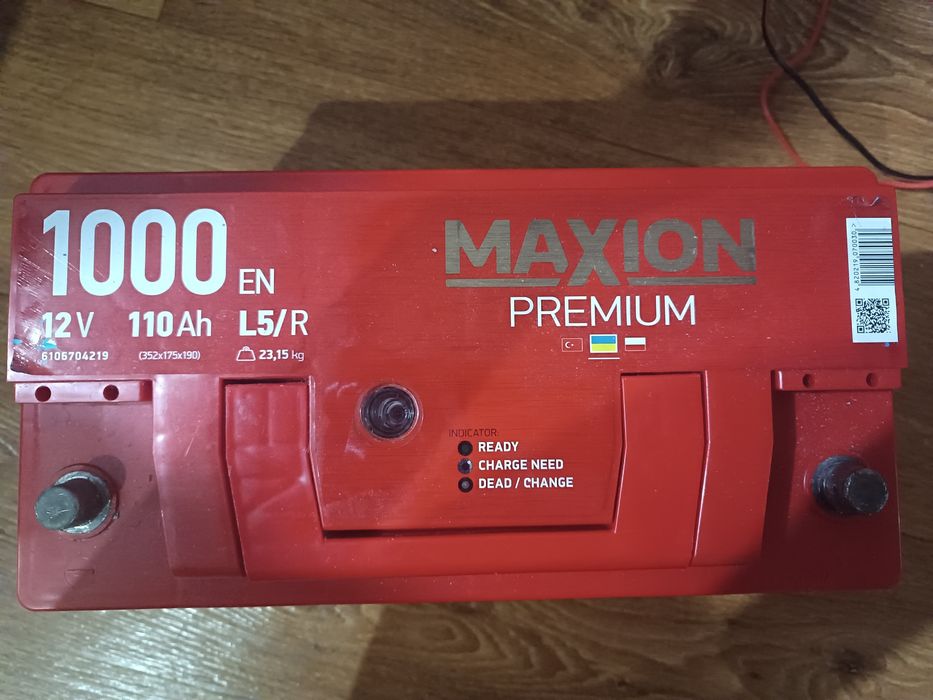 1000 EN
12 V 110 Ah L5/R
6106704219 (352x175x190) 23,15 kg
MAXION
PREMIUM
4820219070030 >
INDICATOR:
READY
CHARGE NEED
DEAD / CHANGE